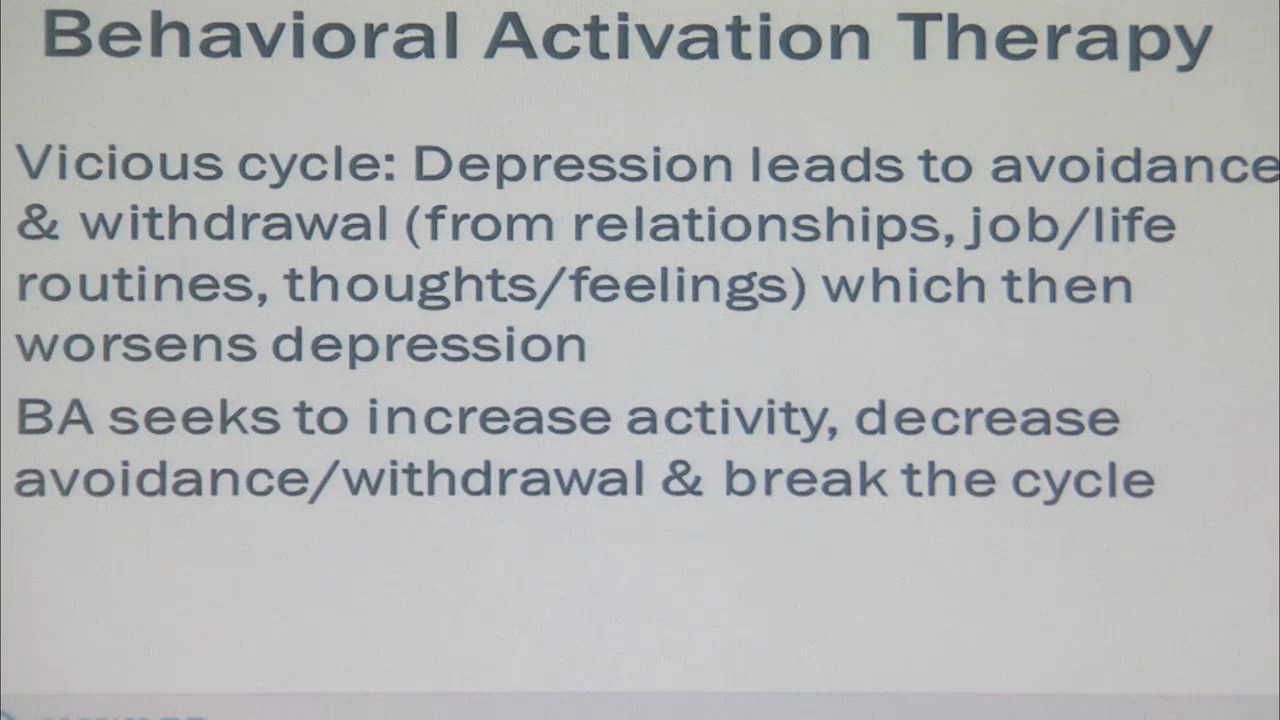 Behavioral Activation Therapy
Vicious cycle: Depression leads to avoidance
& withdrawal (from relationships, job/life
routines, thoughts/feelings) which then
worsens depression
BA seeks to increase activity, decrease
avoidance/withdrawal & break the cycle